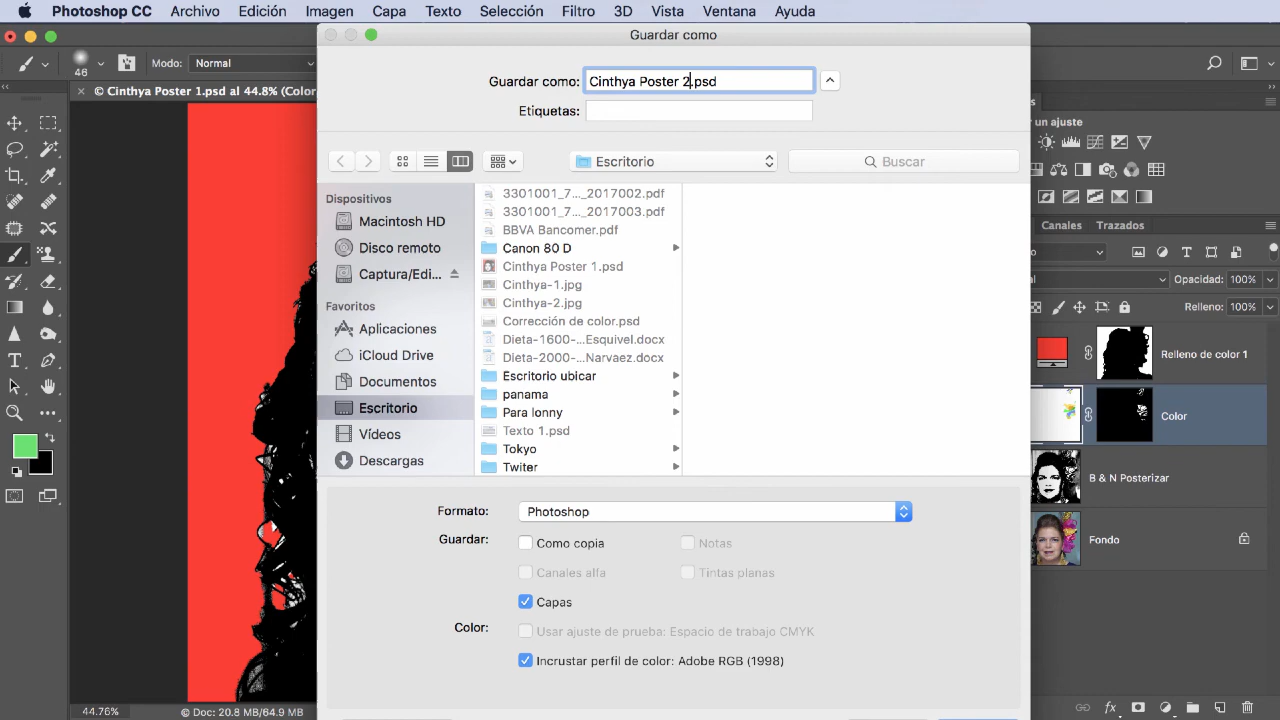 Photoshop CC Archivo Edición Imagen Capa Texto Selección Filtro 3D Vista Ventana Ayuda
Guardar como
46 Modo: Normal
Guardar como: Cinthya Poster 2.psd
× © Cinthya Poster 1.psd al 44.8% (Color
Etiquetas:
un ajuste
Escritorio
Buscar
Dispositivos
Macintosh HD
Disco remoto
Captura/Edi...
Favoritos
Aplicaciones
iCloud Drive
Documentos
Escritorio
Vídeos
Descargas
3301001_7..._2017002.pdf
3301001_7..._2017003.pdf
BBVA Bancomer.pdf
Canon 80 D
Cinthya Poster 1.psd
Cinthya-1.jpg
Cinthya-2.jpg
Corrección de color.psd
Dieta-1600-...Esquivel.docx
Dieta-2000-...Narvaez.docx
Escritorio ubicar
panama
Para lonny
Texto 1.psd
Tokyo
Twiter
Canales Trazados
Opacidad: 100%
Relleno: 100%
Relleno de color 1
Color
B & N Posterizar
Fondo
Formato: Photoshop
Guardar: Como copia Notas
Canales alfa Tintas planas
Capas
Color: Usar ajuste de prueba: Espacio de trabajo CMYK
Incrustar perfil de color: Adobe RGB (1998)
44.76% © Doc: 20.8 MB/64.9 MB
fx